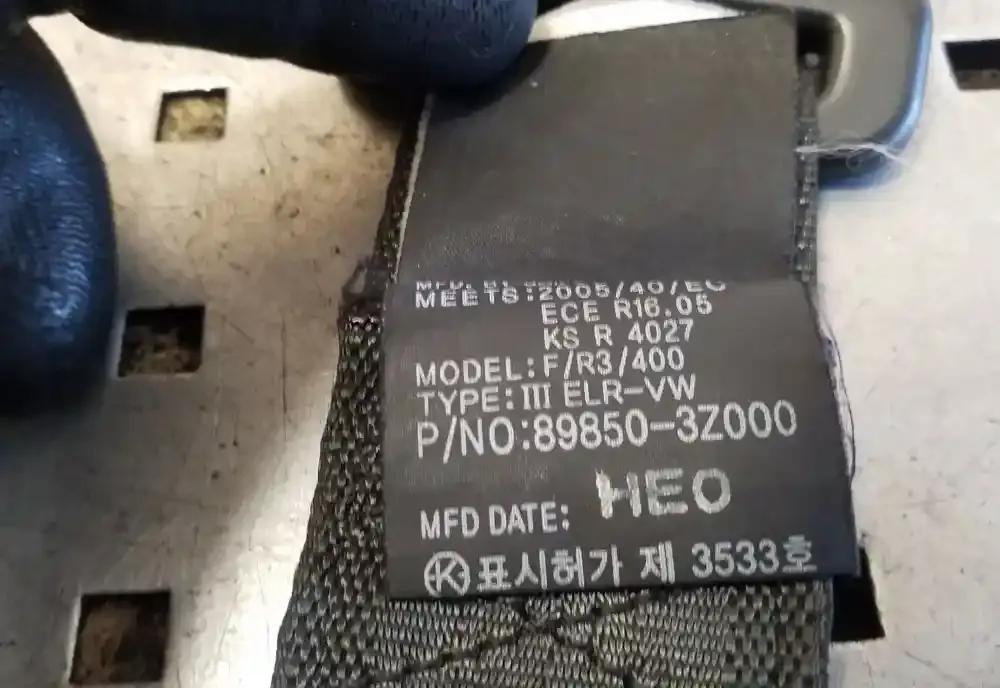 MEETS:2005/40/EC
ECE R16.05
KS R 4027
MODEL:F/R3/400
TYPE:III ELR-VW
P/NO:89850-3Z000
MFD DATE: HEO
Ⓚ표시허가 제 3533호